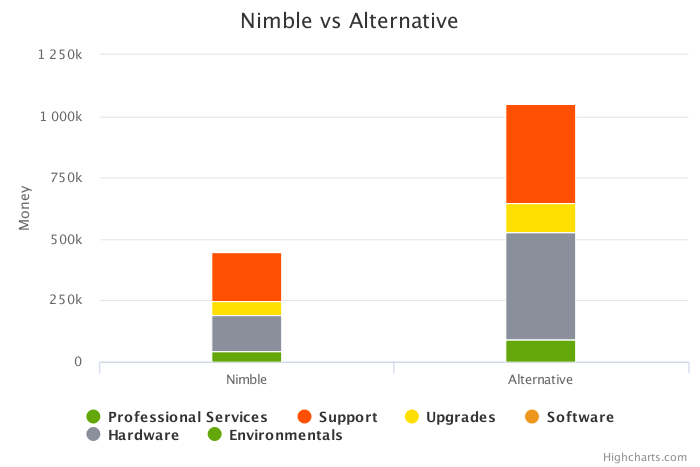 Nimble vs Alternative
1 250k
1 000k
750k
500k
250k
0
Money
Nimble Alternative
Professional Services Support Upgrades Software
Hardware Environmentals
Highcharts.com